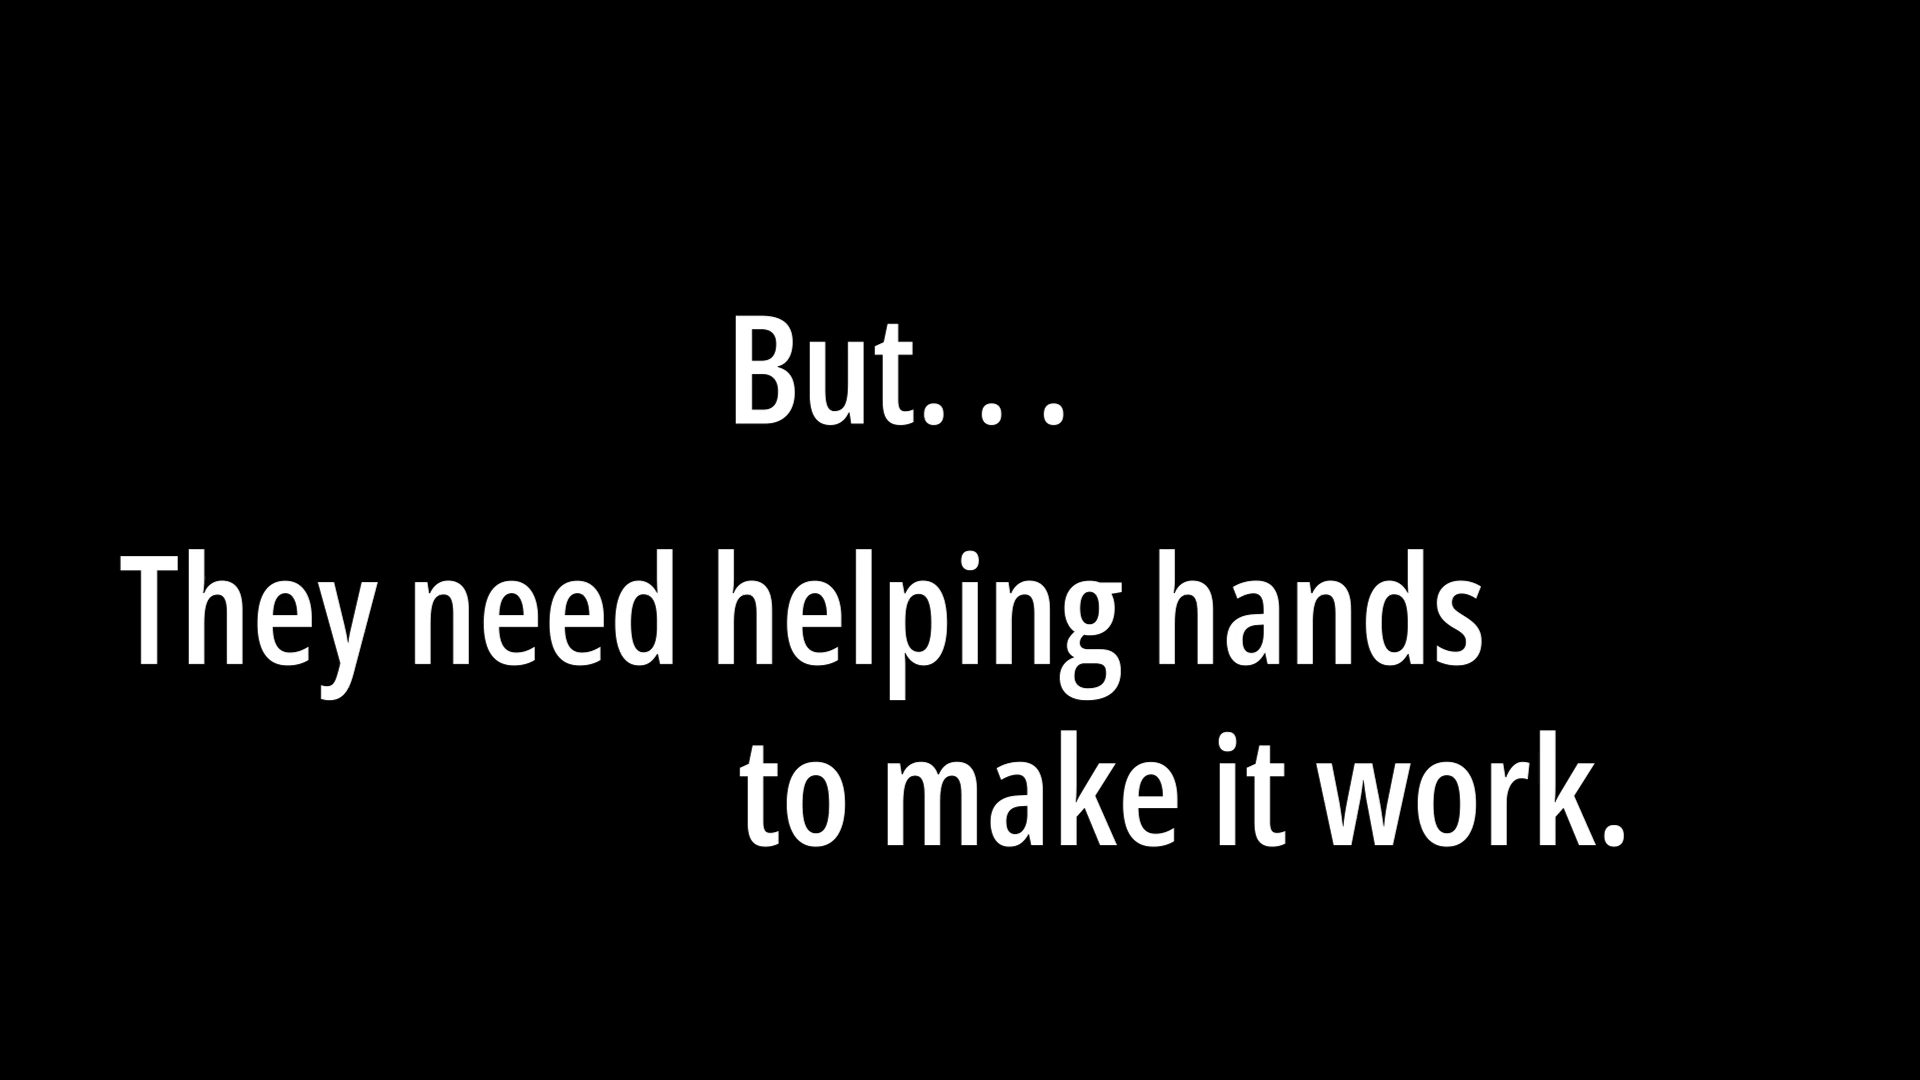 But. . .
They need helping hands
to make it work.